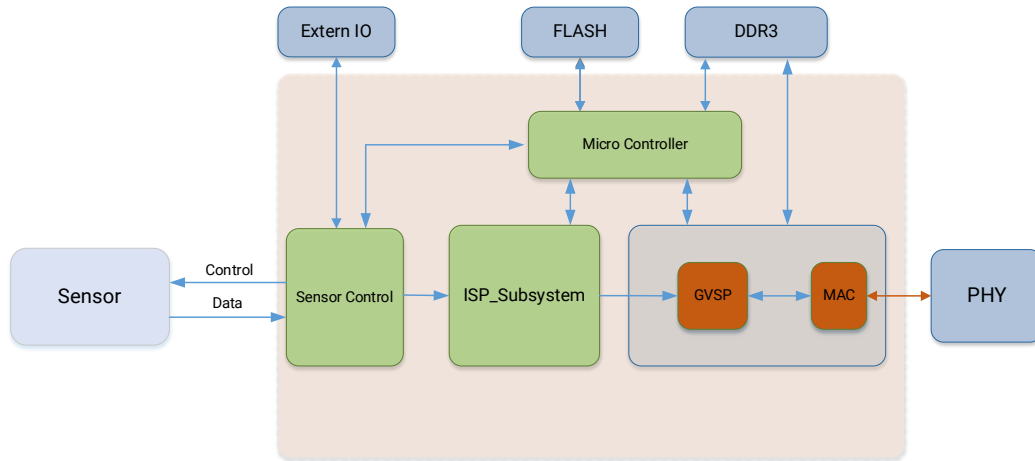 Extern IO
FLASH
DDR3
Micro Controller
Sensor
Control
Data
Sensor Control
ISP_Subsystem
GVSP
MAC
PHY